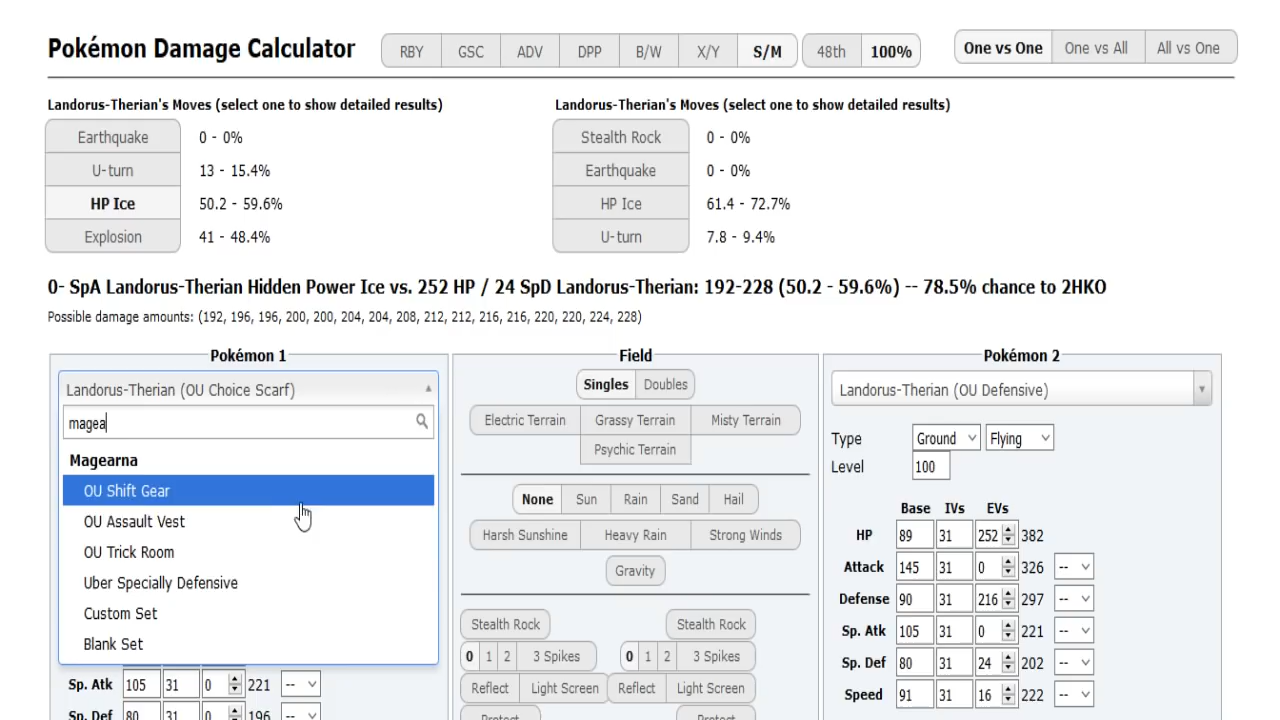 Pokémon Damage Calculator RBY GSC ADV DPP B/W X/Y S/M 48th 100% One vs One One vs All All vs One
Landorus-Therian's Moves (select one to show detailed results) Landorus-Therian's Moves (select one to show detailed results)
Earthquake 0 - 0% Stealth Rock 0 - 0%
U-turn 13 - 15.4% Earthquake 0 - 0%
HP Ice 50.2 - 59.6% HP Ice 61.4 - 72.7%
Explosion 41 - 48.4% U-turn 7.8 - 9.4%
0- SpA Landorus-Therian Hidden Power Ice vs. 252 HP / 24 SpD Landorus-Therian: 192-228 (50.2 - 59.6%) -- 78.5% chance to 2HKO
Possible damage amounts: (192, 196, 196, 200, 200, 204, 204, 208, 212, 212, 216, 216, 220, 220, 224, 228)
Pokémon 1
Landorus-Therian (OU Choice Scarf)
magea
Magearna
OU Shift Gear
OU Assault Vest
OU Trick Room
Uber Specially Defensive
Custom Set
Blank Set
Sp. Atk 105 31 0 221 --
Sp. Def 80 31 0 196 --
Field
Singles Doubles
Electric Terrain Grassy Terrain Misty Terrain
Psychic Terrain
None Sun Rain Sand Hail
Harsh Sunshine Heavy Rain Strong Winds
Gravity
Stealth Rock Stealth Rock
0 1 2 3 Spikes 0 1 2 3 Spikes
Reflect Light Screen Reflect Light Screen
Protect Protect
Pokémon 2
Landorus-Therian (OU Defensive)
Type Ground Flying
Level 100
Base IVs EVs
HP 89 31 252 382
Attack 145 31 0 326 --
Defense 90 31 216 297 --
Sp. Atk 105 31 0 221 --
Sp. Def 80 31 24 202 --
Speed 91 31 16 222 --